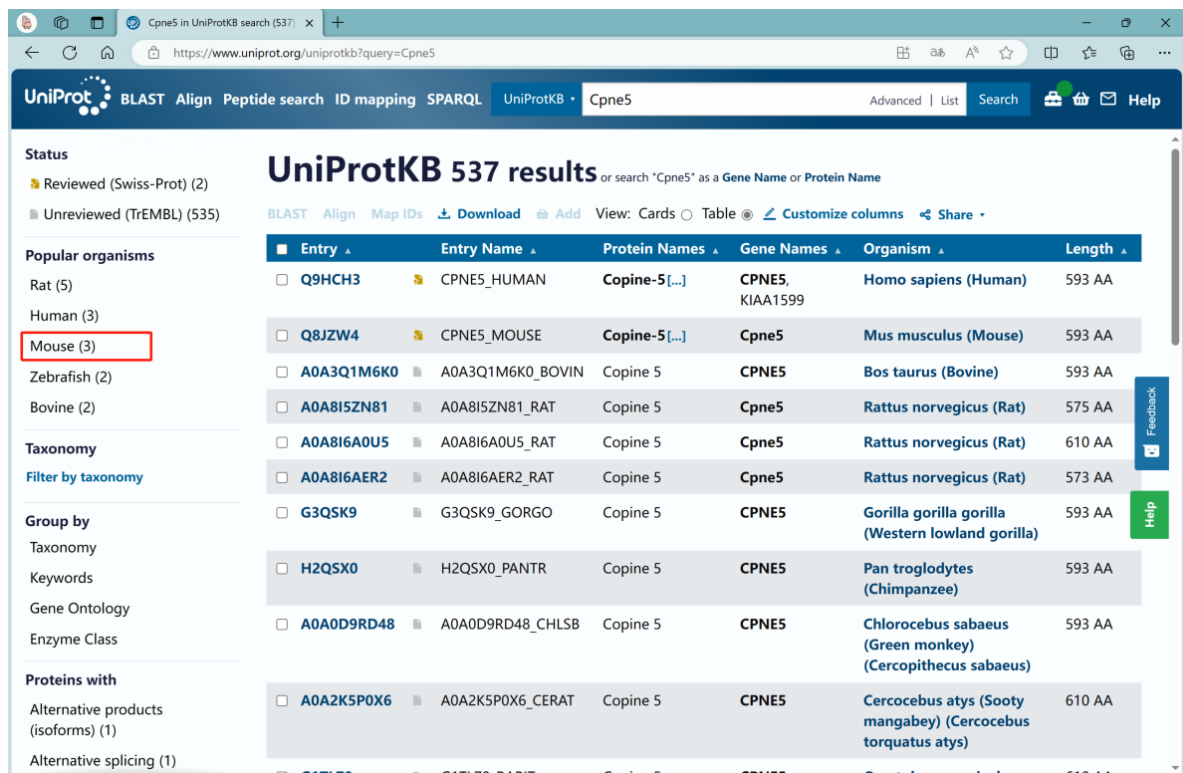 Cpne5 in UniProtKB search (537)
https://www.uniprot.org/uniprotkb?query=Cpne5
UniProt BLAST Align Peptide search ID mapping SPARQL UniProtKB Cpne5 Advanced | List Search Help
Status
Reviewed (Swiss-Prot) (2)
Unreviewed (TrEMBL) (535)
Popular organisms
Rat (5)
Human (3)
Mouse (3)
Zebrafish (2)
Bovine (2)
Taxonomy
Filter by taxonomy
Group by
Taxonomy
Keywords
Gene Ontology
Enzyme Class
Proteins with
Alternative products
(isoforms) (1)
Alternative splicing (1)
UniProtKB 537 results or search "Cpne5" as a Gene Name or Protein Name
BLAST Align Map IDs Download Add View: Cards Table Customize columns Share
Entry Entry Name Protein Names Gene Names Organism Length
Q9HCH3 CPNE5_HUMAN Copine-5[...] CPNE5, Homo sapiens (Human) 593 AA
KIAA1599
Q8JZW4 CPNE5_MOUSE Copine-5[...] Cpne5 Mus musculus (Mouse) 593 AA
A0A3Q1M6K0 A0A3Q1M6K0_BOVIN Copine 5 CPNE5 Bos taurus (Bovine) 593 AA
A0A8I5ZN81 A0A8I5ZN81_RAT Copine 5 Cpne5 Rattus norvegicus (Rat) 575 AA
A0A8I6A0U5 A0A8I6A0U5_RAT Copine 5 Cpne5 Rattus norvegicus (Rat) 610 AA
A0A8I6AER2 A0A8I6AER2_RAT Copine 5 Cpne5 Rattus norvegicus (Rat) 573 AA
G3QSK9 G3QSK9_GORGO Copine 5 CPNE5 Gorilla gorilla gorilla 593 AA
(Western lowland gorilla)
H2QSX0 H2QSX0_PANTR Copine 5 CPNE5 Pan troglodytes 593 AA
(Chimpanzee)
A0A0D9RD48 A0A0D9RD48_CHLSB Copine 5 CPNE5 Chlorocebus sabaeus 593 AA
(Green monkey)
(Cercopithecus sabaeus)
A0A2K5P0X6 A0A2K5P0X6_CERAT Copine 5 CPNE5 Cercocebus atys (Sooty 610 AA
mangabey) (Cercocebus
torquatus atys)
Feedback
Help